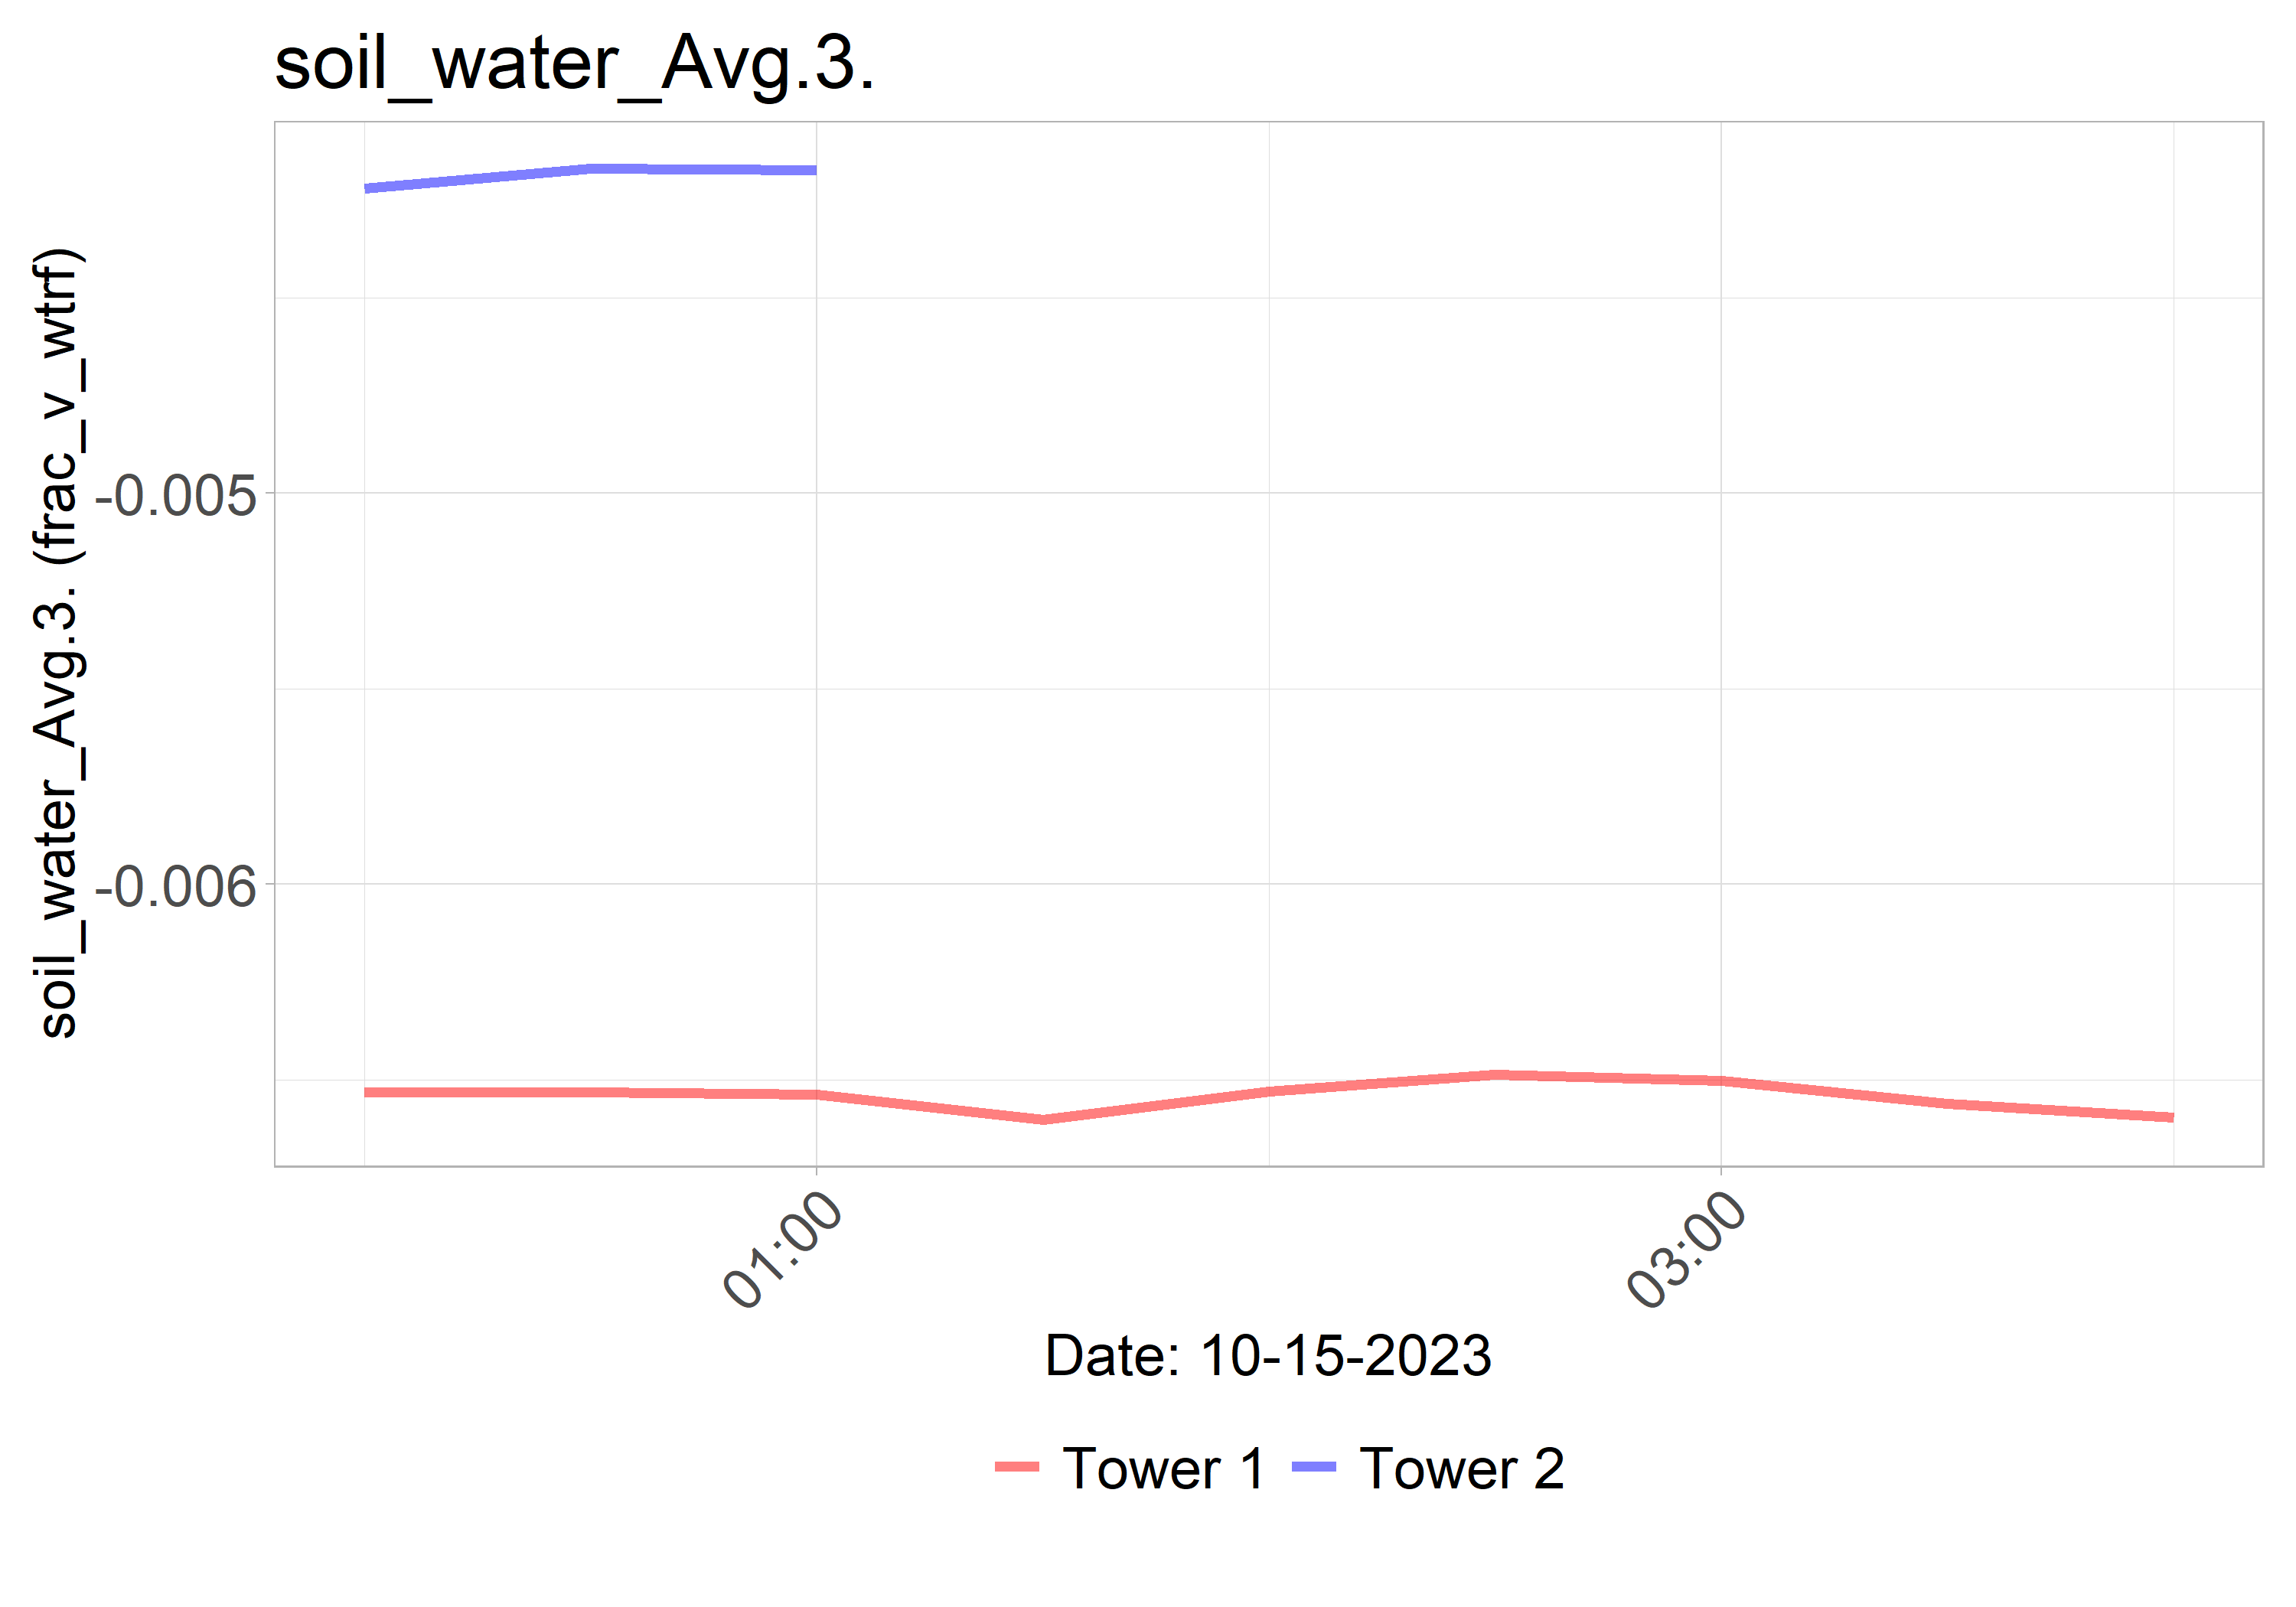 soil_water_Avg.3.
soil_water_Avg.3. (frac_v_wtrf)
-0.005
-0.006
01:00
03:00
Date: 10-15-2023
Tower 1
Tower 2